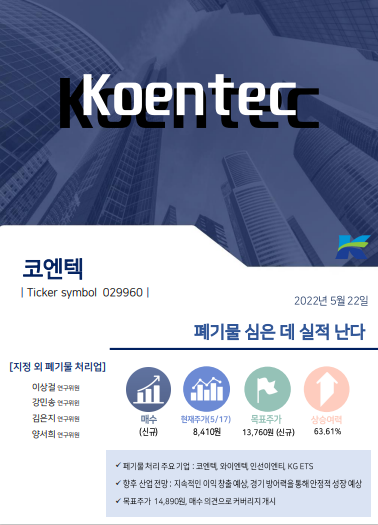 Koentec
코엔텍
| Ticker symbol 029960 |
2022년 5월 22일
폐기물 심은 데 실적 난다
[지정 외 폐기물 처리업]
이상걸 연구위원
강민송 연구위원
김은지 연구위원
양서희 연구위원
매수
(신규)
현재주가(5/17)
8,410원
목표주가
13,760원 (신규)
상승여력
63.61%
✓ 폐기물 처리 주요 기업 : 코엔텍, 와이엔텍, 인선이엔티, KG ETS
✓ 향후 산업 전망 : 지속적인 이익 창출 예상, 경기 방어력을 통해 안정적 성장 예상
✓ 목표주가 14,890원, 매수 의견으로 커버리지 개시